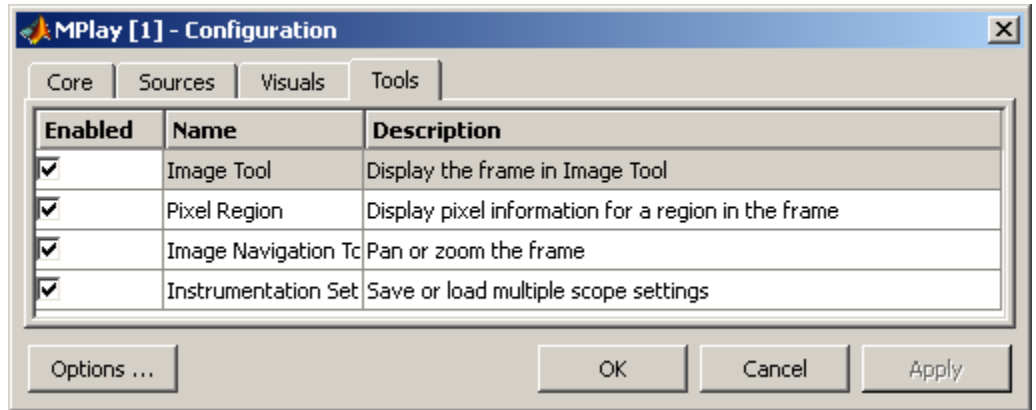 MPlay [1] - Configuration
Core Sources Visuals Tools
Enabled Name Description
Image Tool Display the frame in Image Tool
Pixel Region Display pixel information for a region in the frame
Image Navigation Tc Pan or zoom the frame
Instrumentation Set Save or load multiple scope settings
Options ... OK Cancel Apply